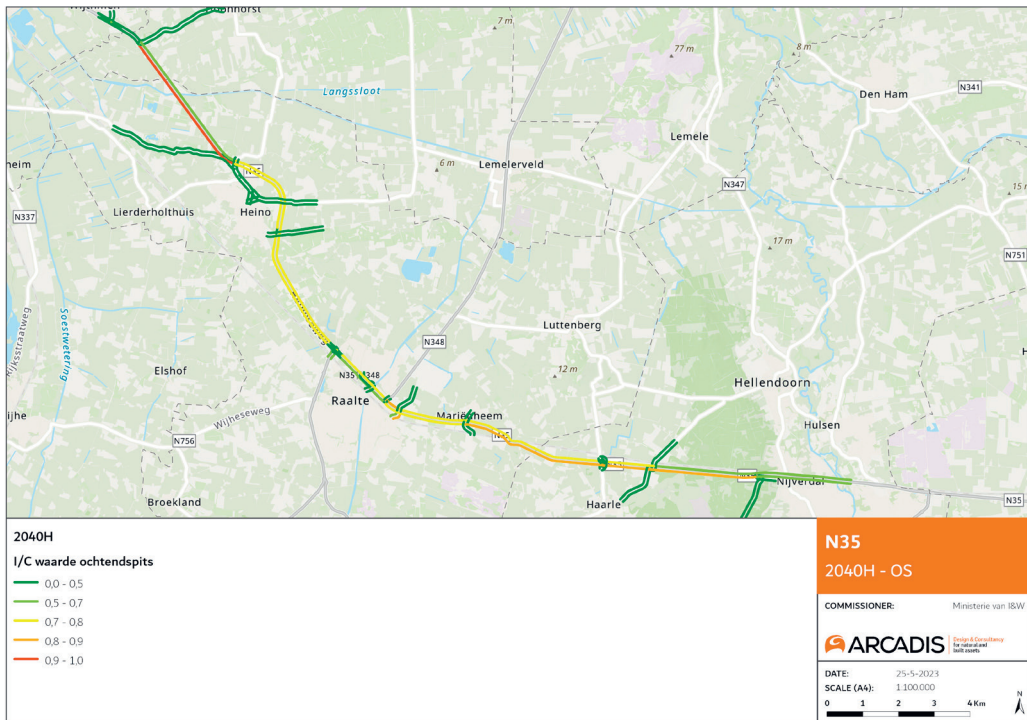 7 m
77 m
8 m
N341
Den Ham
Langssloot
Lemele
heim
6 m
Lemelerveld
N35
N347
15 m
N337
Lierderholthuis
Heino
17 m
N751
Soestwetering
Rijksstraatweg
N348
Luttenberg
Elshof
12 m
N35
N348
Hellendoorn
Raalte
Mariënheem
ijhe
Wijheseweg
Hulsen
N756
N35
Nijverdal
Broekland
Haarle
N35
2040H
I/C waarde ochtendspits
0,0 - 0,5
0,5 - 0,7
0,7 - 0,8
0,8 - 0,9
0,9 - 1,0
N35
2040H - OS
COMMISSIONER: Ministerie van I&W
ARCADIS
Design & Consultancy
for natural and
built assets
DATE: 25-5-2023
SCALE (A4): 1:100.000
0 1 2 3 4 Km
N